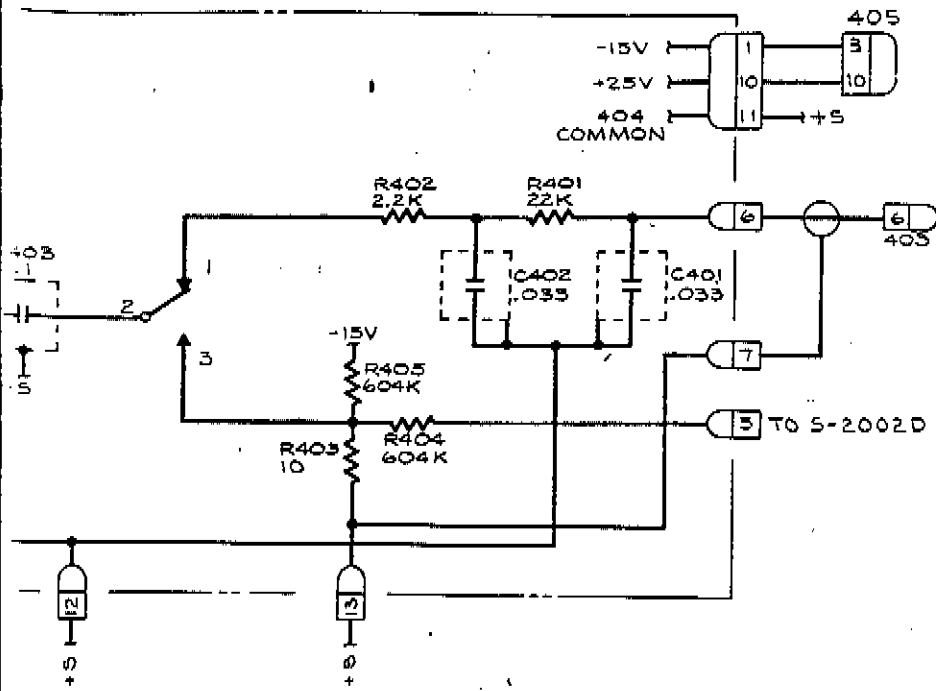 405
-15V 1 3
+25V 10 10
404 11 +S
COMMON
R402
2.2K
R401
22K
6
6
405
403
.1
1
2
C402
.033
C401
.033
3
S
-15V
7
R405
604K
5 TO S-2002D
R403
10
R404
604K
12
13
+S